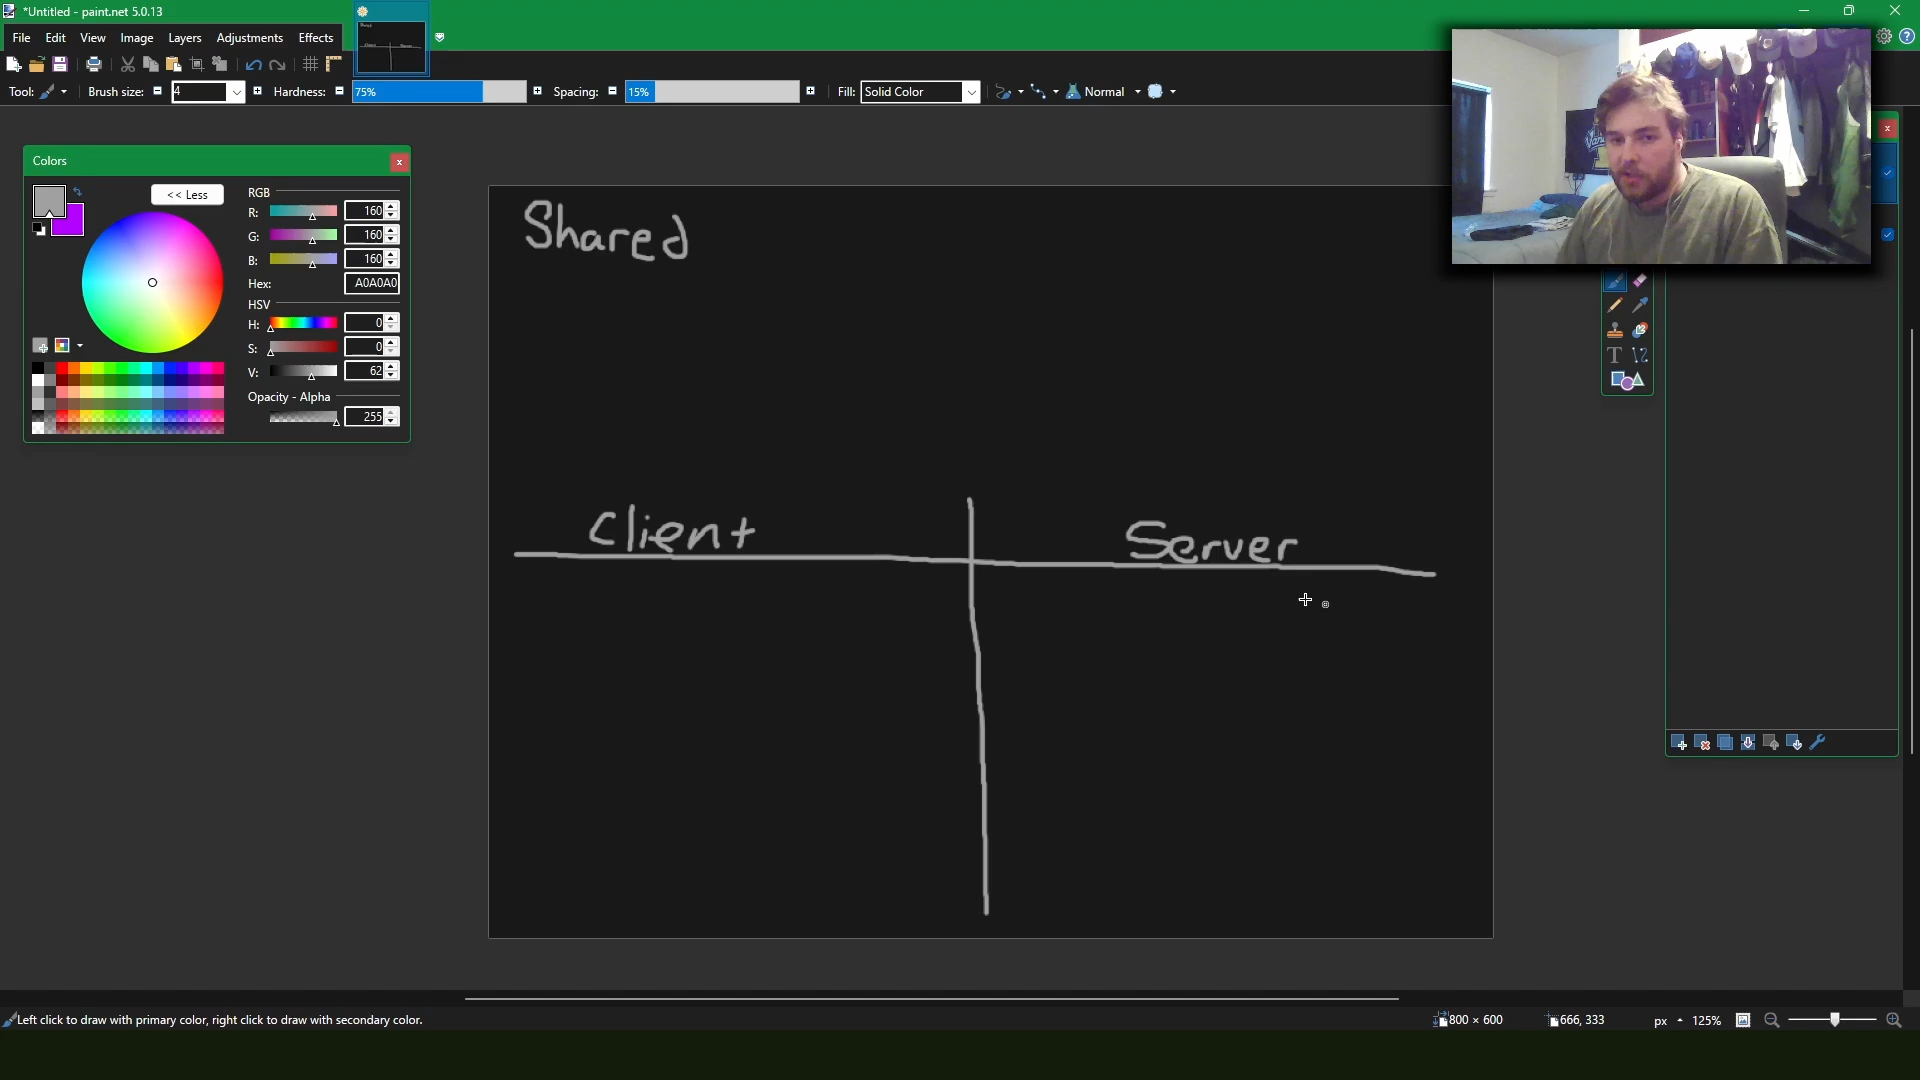 *Untitled - paint.net 5.0.13
File Edit View Image Layers Adjustments Effects
Tool: Brush size: 4 Hardness: 75% Spacing: 15% Fill: Solid Color Normal
Colors
<< Less
RGB
R: 160
G: 160
B: 160
Hex: A0A0A0
HSV
H: 0
S: 0
V: 62
Opacity - Alpha
255
Shared
Client
Server
Left click to draw with primary color, right click to draw with secondary color.
800 × 600 666, 333 px 125%